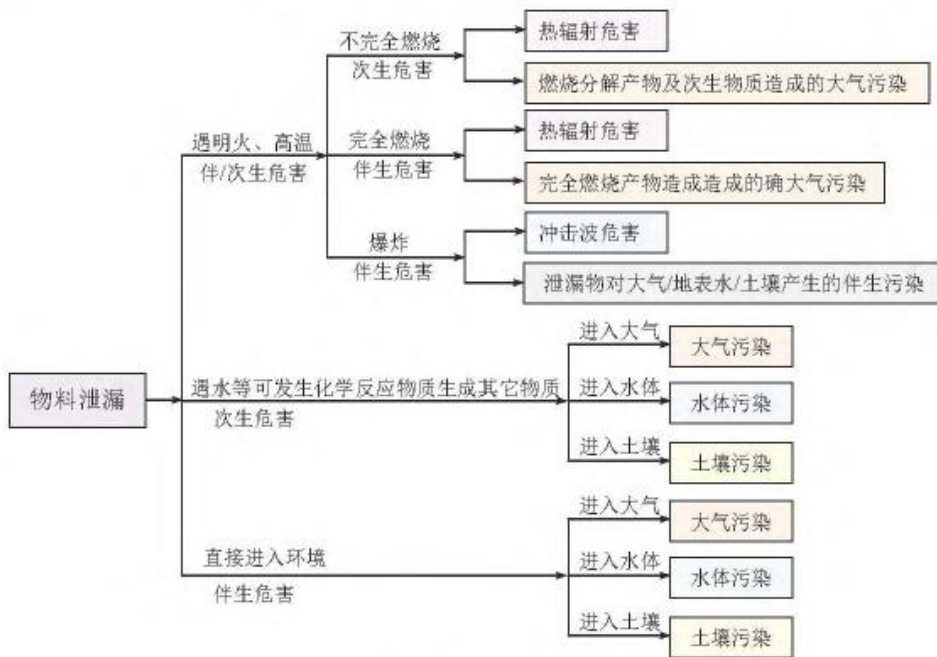 不完全燃烧
次生危害
热辐射危害
燃烧分解产物及次生物质造成的大气污染
遇明火、高温
伴/次生危害
完全燃烧
伴生危害
热辐射危害
完全燃烧产物造成造成的确大气污染
爆炸
伴生危害
冲击波危害
泄漏物对大气/地表水/土壤产生的伴生污染
物料泄漏
遇水等可发生化学反应物质生成其它物质
次生危害
进入大气
大气污染
进入水体
水体污染
进入土壤
土壤污染
直接进入环境
伴生危害
进入大气
大气污染
进入水体
水体污染
进入土壤
土壤污染